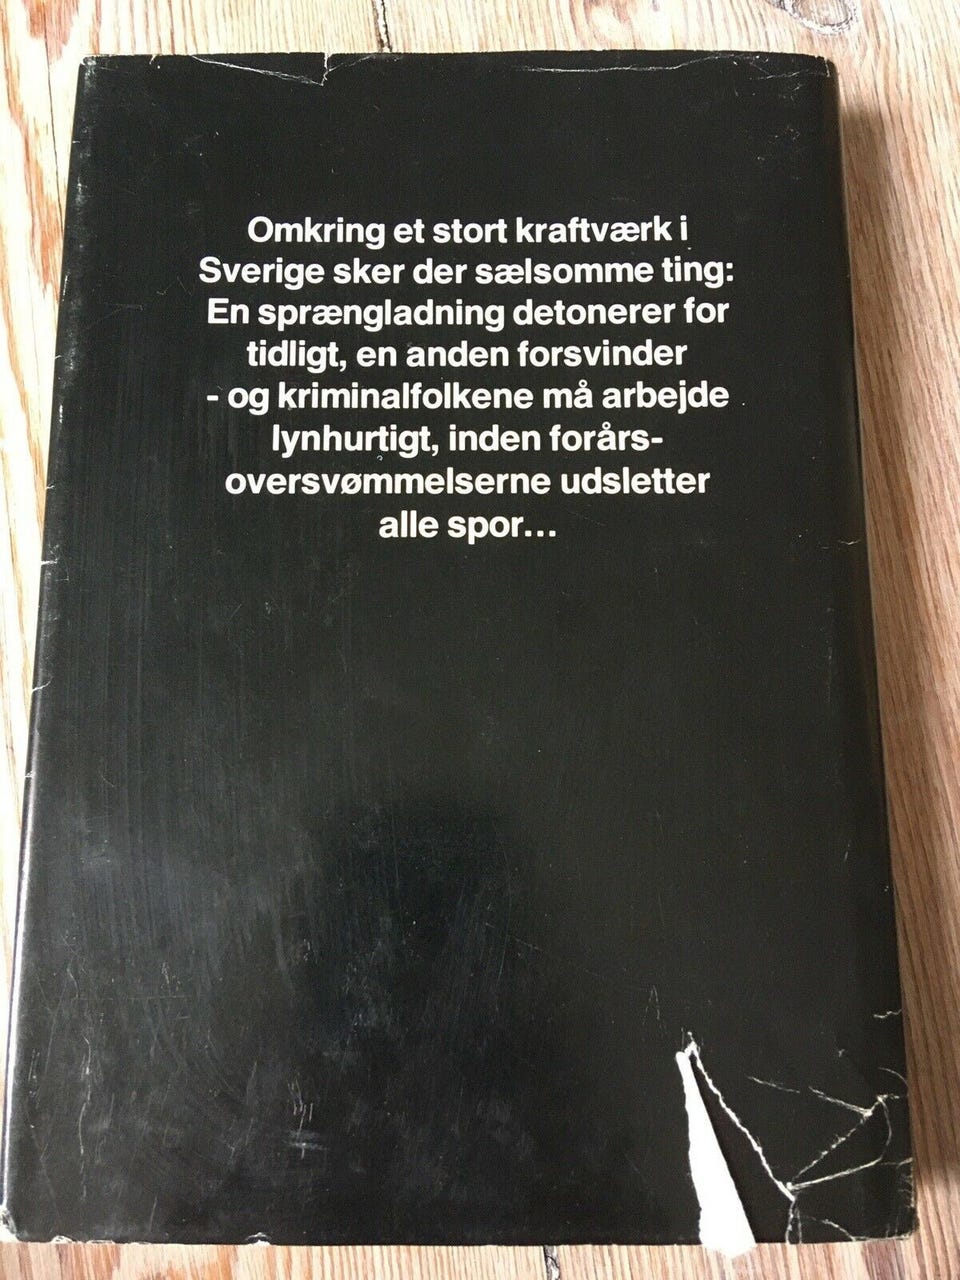 Omkring et stort kraftværk i
Sverige sker der sælsomme ting:
En sprængladning detonerer for
tidligt, en anden forsvinder
- og kriminalfolkene må arbejde
lynhurtigt, inden forårs-
oversvømmelserne udsletter
alle spor...